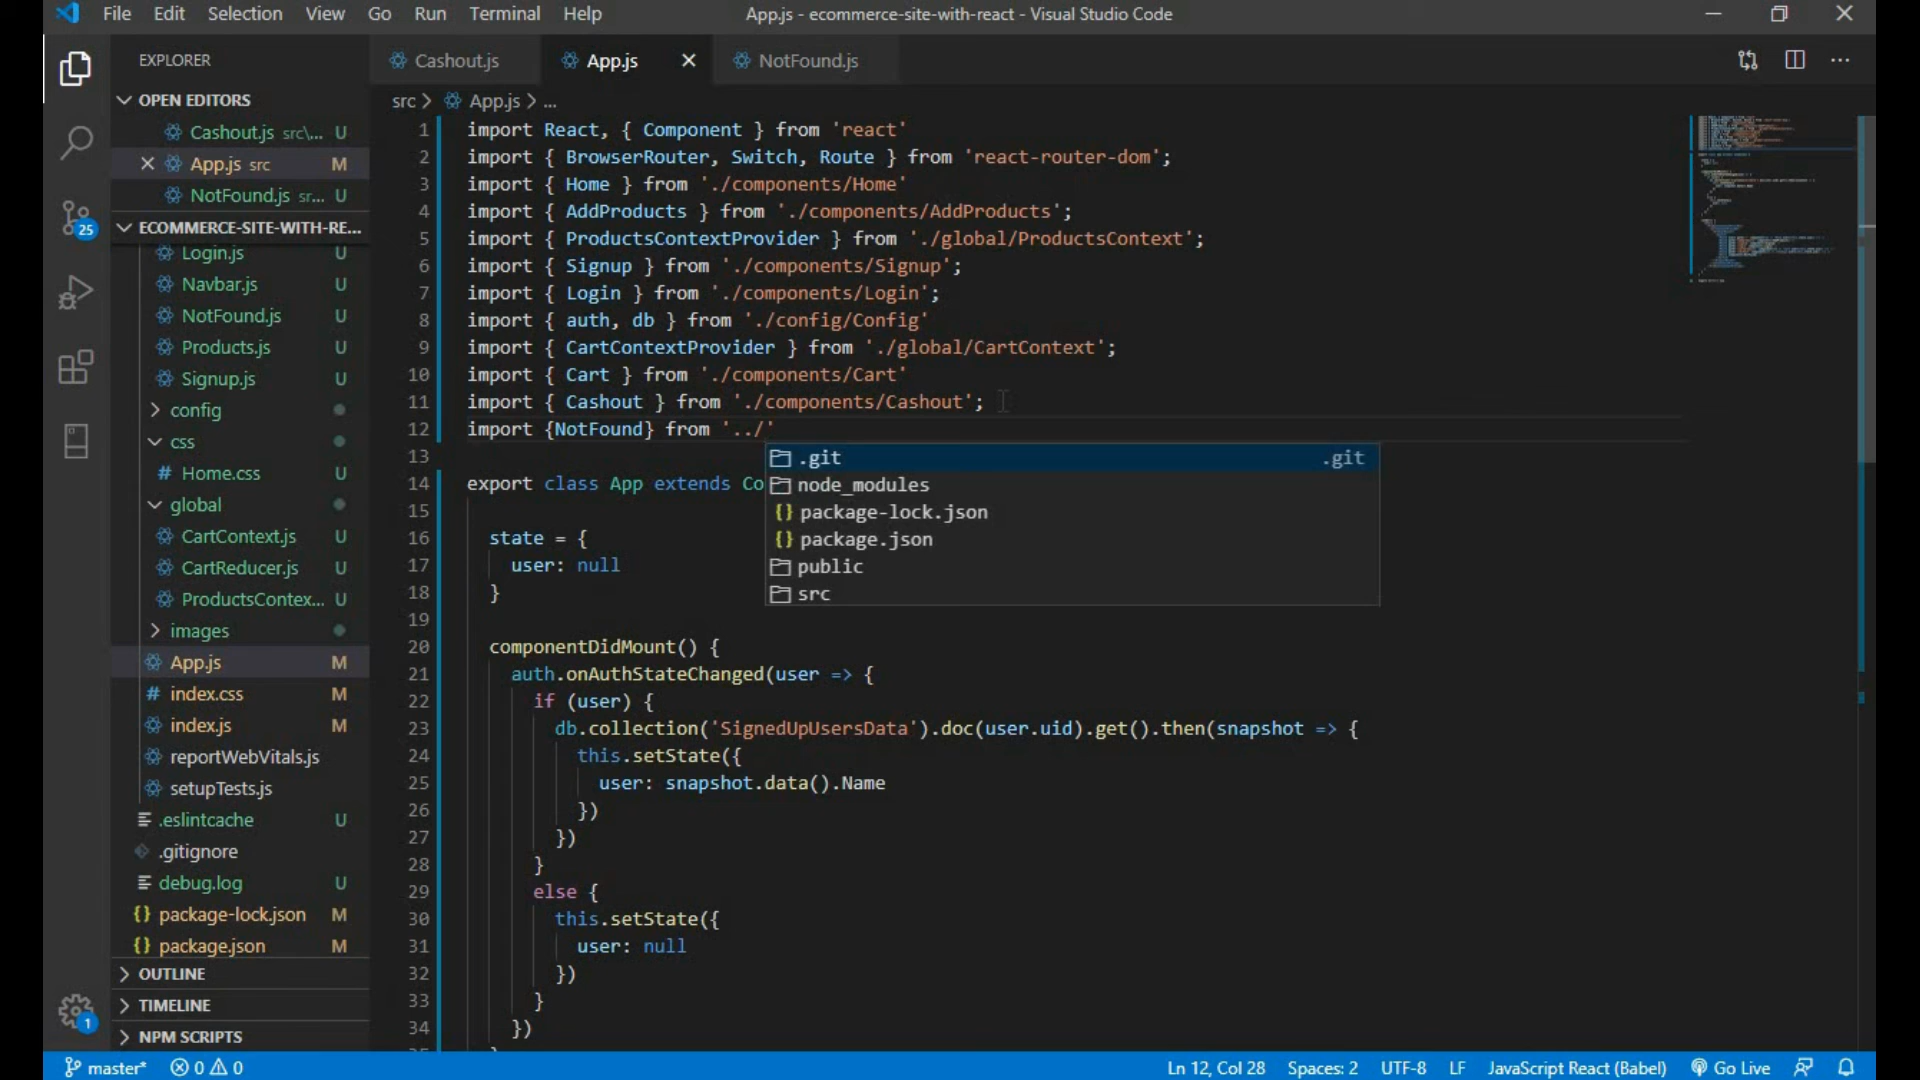 File Edit Selection View Go Run Terminal Help App.js - ecommerce-site-with-react - Visual Studio Code
EXPLORER
OPEN EDITORS
Cashout.js src\... U
App.js src M
NotFound.js sr... U
ECOMMERCE-SITE-WITH-RE...
Login.js U
Navbar.js U
NotFound.js U
Products.js U
Signup.js U
config
css
# Home.css U
global
CartContext.js U
CartReducer.js U
ProductsContex... U
images
App.js M
# index.css M
index.js M
reportWebVitals.js
setupTests.js
.eslintcache U
.gitignore
debug.log U
{} package-lock.json M
{} package.json M
OUTLINE
TIMELINE
NPM SCRIPTS
25
1
Cashout.js App.js NotFound.js
src > App.js > ...
1 import React, { Component } from 'react'
2 import { BrowserRouter, Switch, Route } from 'react-router-dom';
3 import { Home } from './components/Home'
4 import { AddProducts } from './components/AddProducts';
5 import { ProductsContextProvider } from './global/ProductsContext';
6 import { Signup } from './components/Signup';
7 import { Login } from './components/Login';
8 import { auth, db } from './config/Config'
9 import { CartContextProvider } from './global/CartContext';
10 import { Cart } from './components/Cart'
11 import { Cashout } from './components/Cashout';
12 import {NotFound} from '../'
13
14 export class App extends Co
15
16 state = {
17 user: null
18 }
19
20 componentDidMount() {
21 auth.onAuthStateChanged(user => {
22 if (user) {
23 db.collection('SignedUpUsersData').doc(user.uid).get().then(snapshot => {
24 this.setState({
25 user: snapshot.data().Name
26 })
27 })
28 }
29 else {
30 this.setState({
31 user: null
32 })
33 }
34 })
.git .git
node_modules
{} package-lock.json
{} package.json
public
src
master* 0 0 Ln 12, Col 28 Spaces: 2 UTF-8 LF JavaScript React (Babel) Go Live